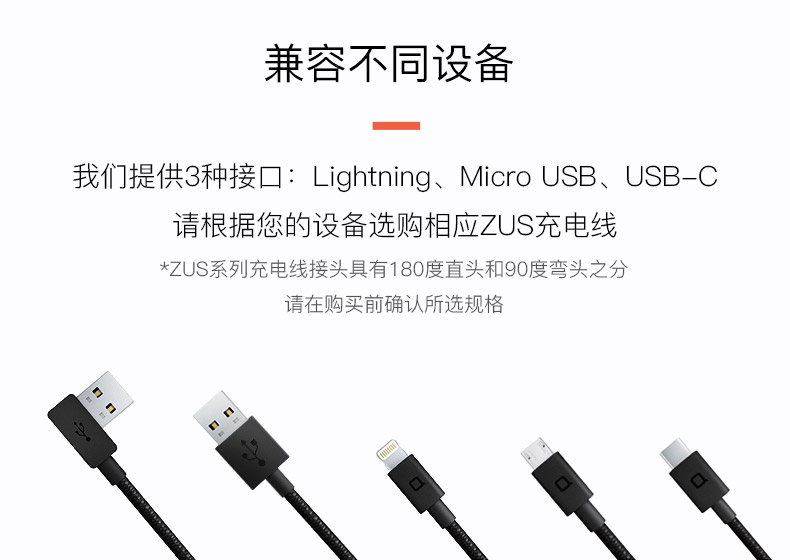 兼容不同设备
我们提供3种接口：Lightning、Micro USB、USB-C
请根据您的设备选购相应ZUS充电线
*ZUS系列充电线接头具有180度直头和90度弯头之分
请在购买前确认所选规格